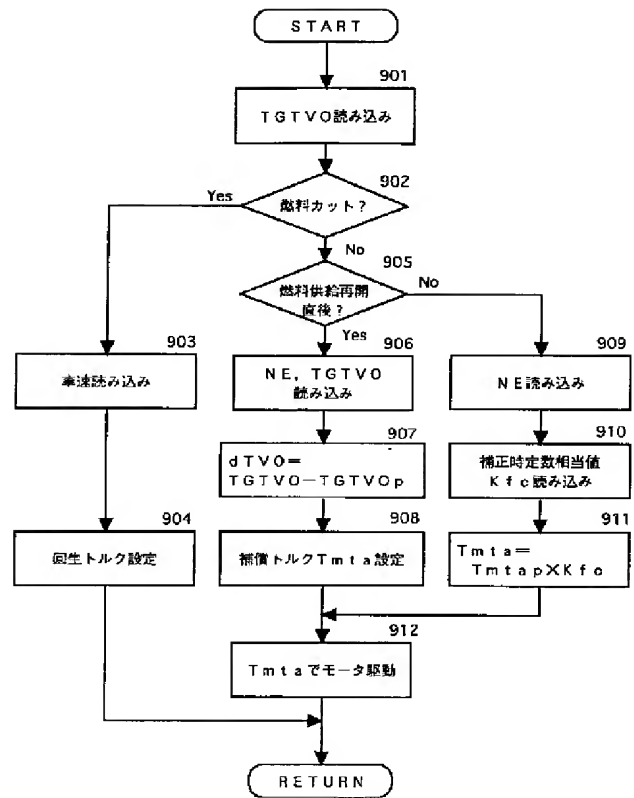 START
901
TGTVO読み込み
902
燃料カット?
Yes
No
905
燃料供給再開
直後?
No
Yes
903
車速読み込み
906
NE, TGTVO
読み込み
909
NE読み込み
907
dTVO=
TGTVO-TGTVOp
910
補正時定数相当値
Kfc読み込み
904
回生トルク設定
908
補償トルクTmta設定
911
Tmta=
Tmtap×Kfc
912
Tmtaでモータ駆動
RETURN